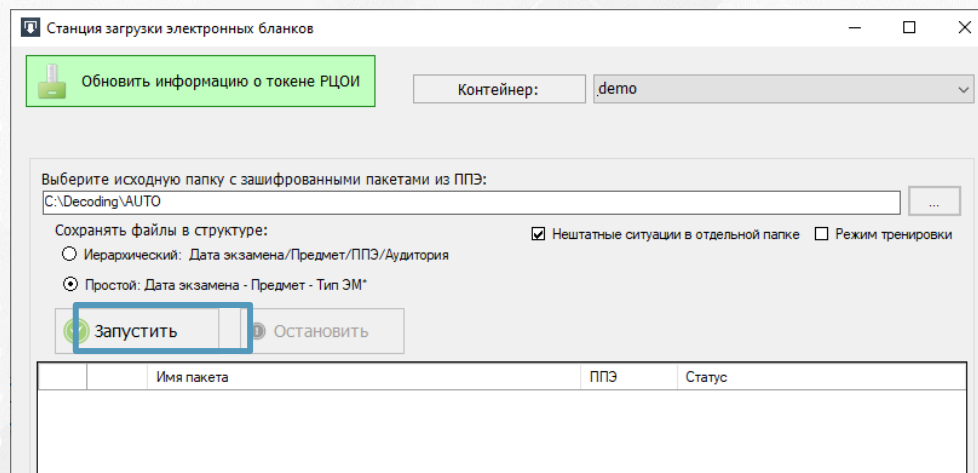 Станция загрузки электронных бланков
Обновить информацию о токене РЦОИ
Контейнер:
demo
Выберите исходную папку с зашифрованными пакетами из ППЭ:
C:\Decoding\AUTO
...
Сохранять файлы в структуре:
Нештатные ситуации в отдельной папке
Режим тренировки
Иерархический: Дата экзамена/Предмет/ППЭ/Аудитория
Простой: Дата экзамена - Предмет - Тип ЭМ*
Запустить
Остановить
Имя пакета
ППЭ
Статус